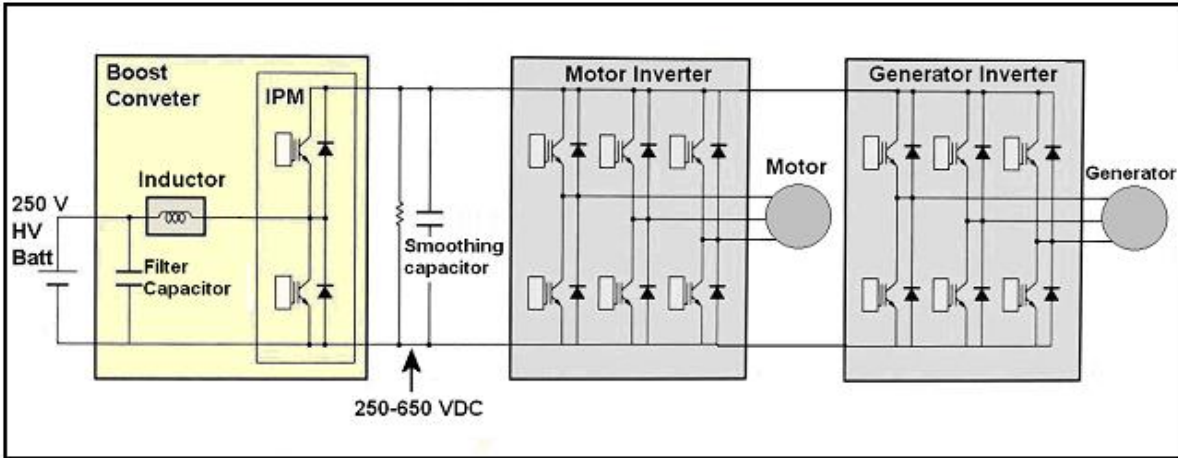 Boost
Conveter
IPM
Inductor
250 V
HV
Batt
Filter
Capacitor
Smoothing
capacitor
250-650 VDC
Motor Inverter
Motor
Generator Inverter
Generator